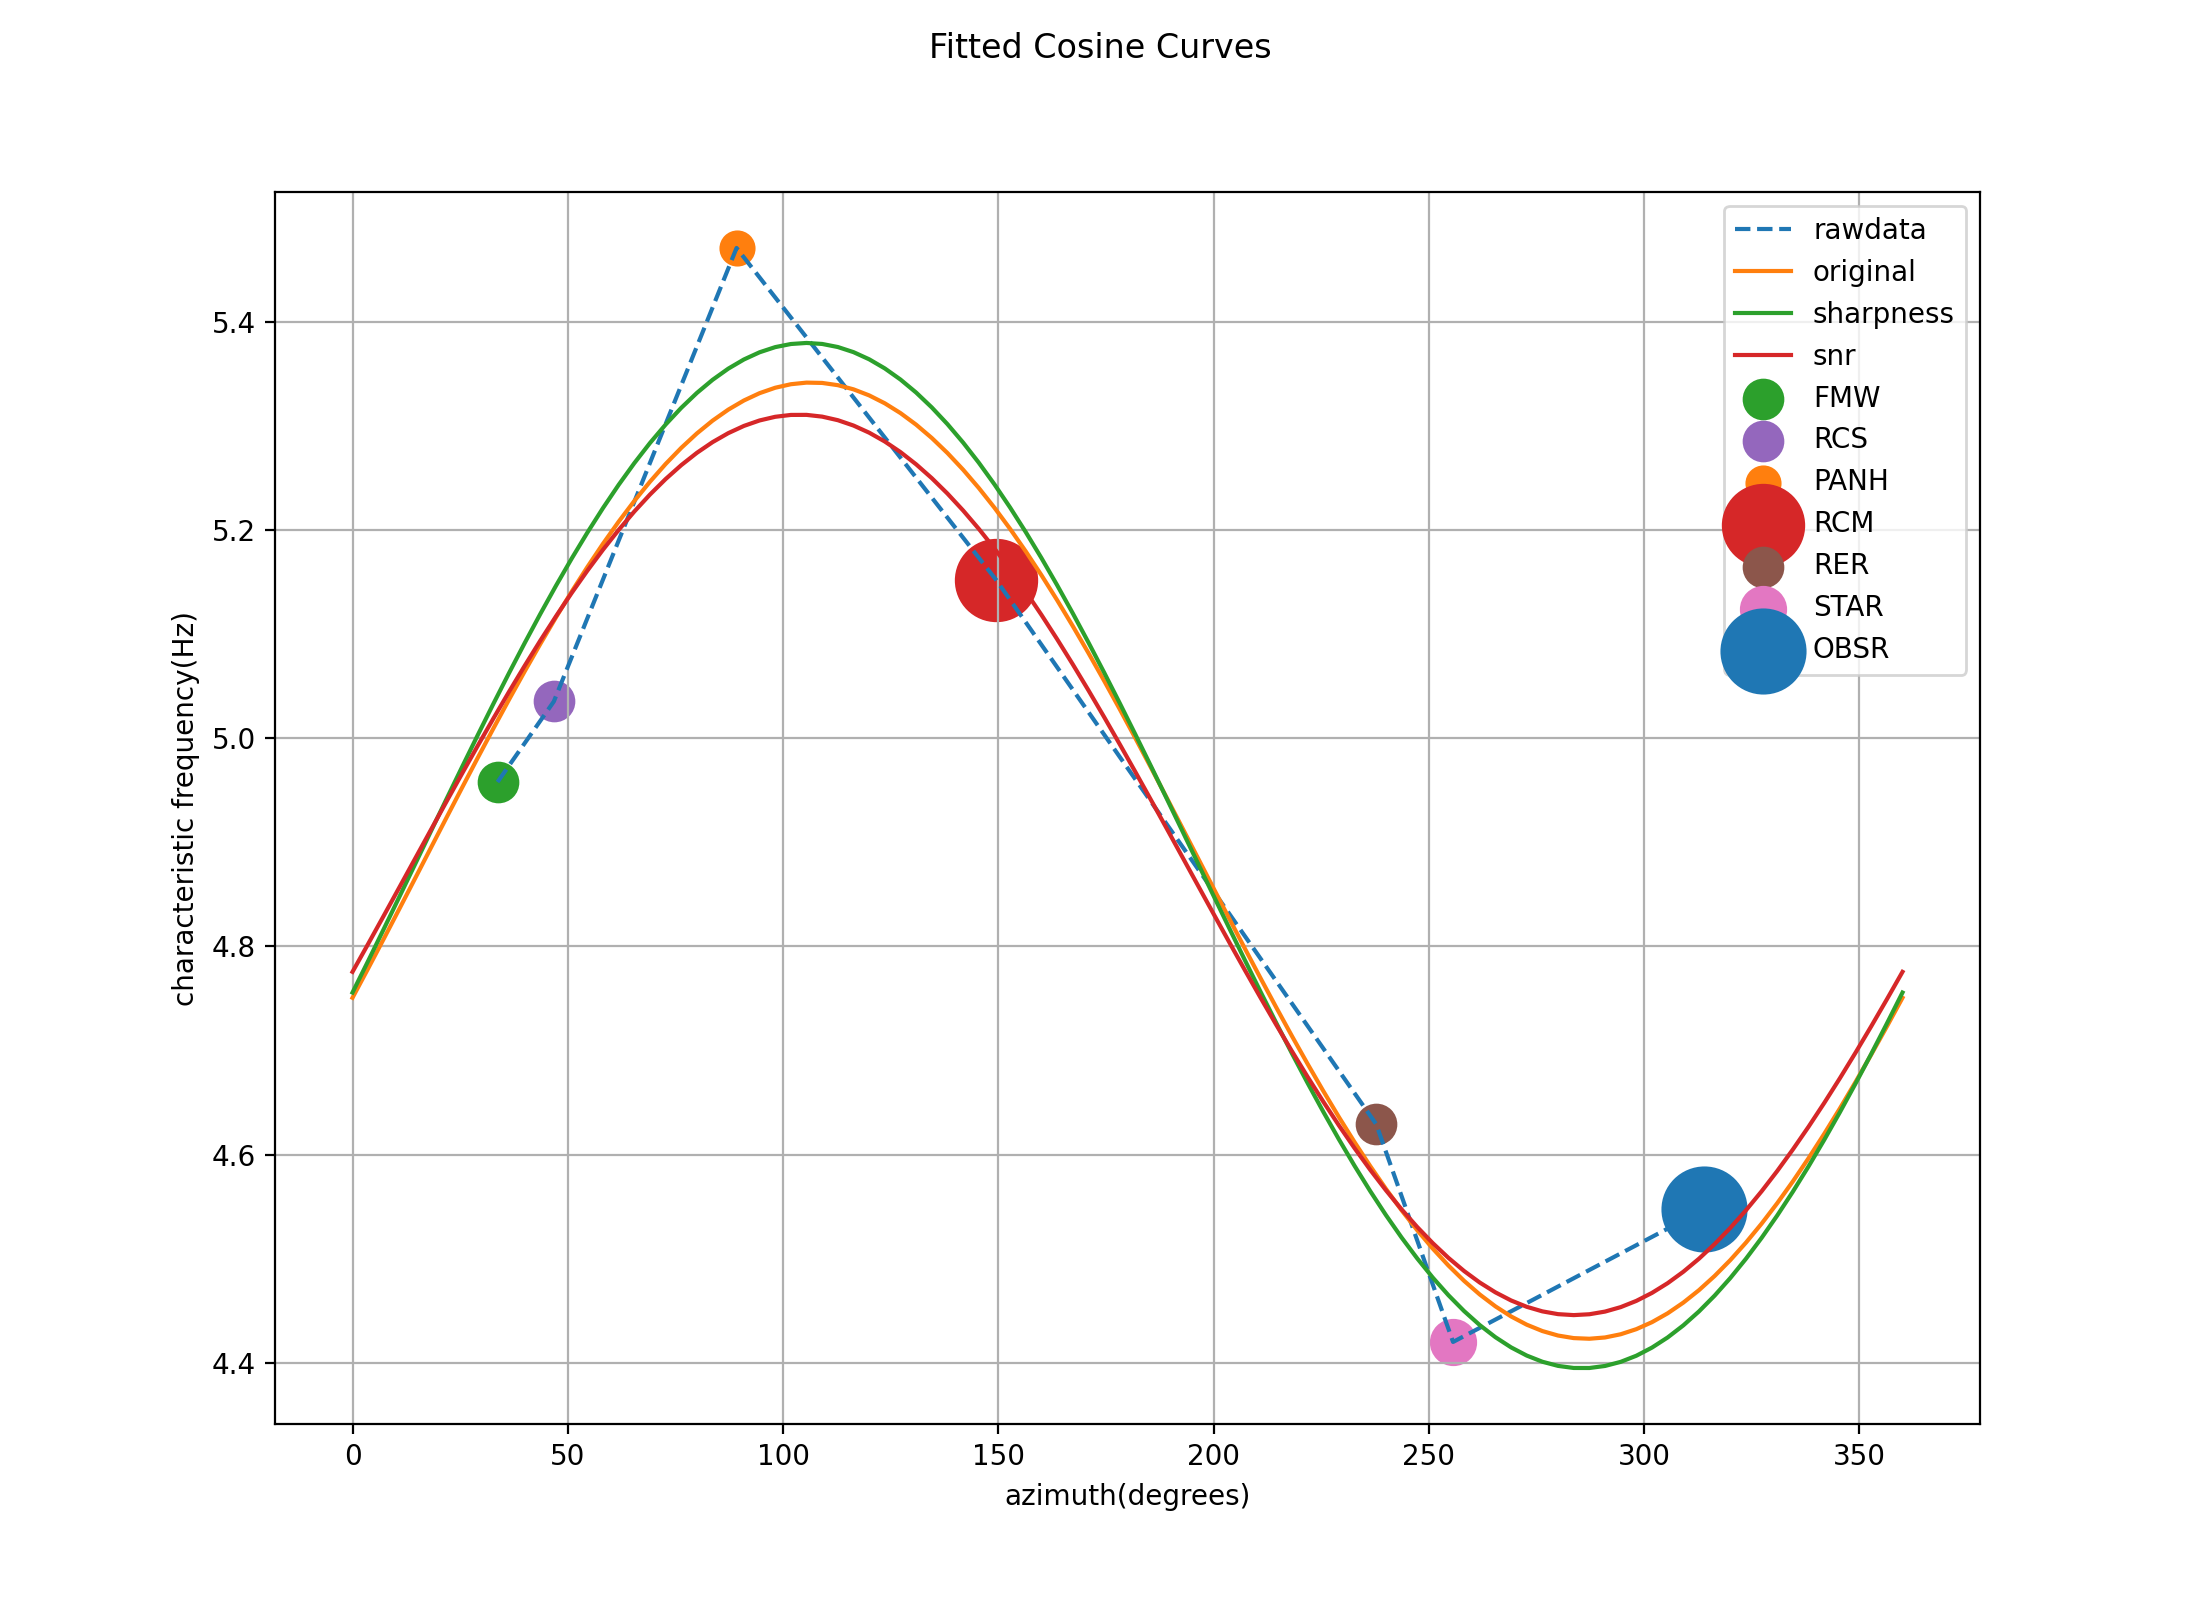 Fitted Cosine Curves
rawdata
original
sharpness
snr
FMW
RCS
PANH
RCM
RER
STAR
OBSR
5.4
5.2
5.0
4.8
4.6
4.4
characteristic frequency(Hz)
0 50 100 150 200 250 300 350
azimuth(degrees)